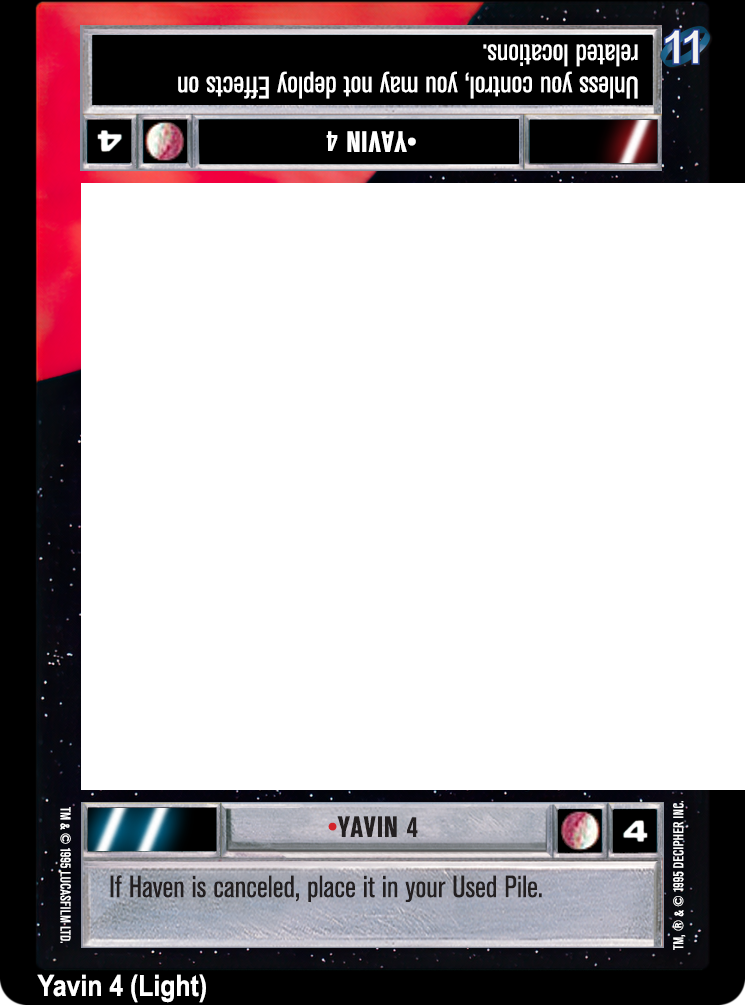 11
Unless you control, you may not deploy Effects on
related locations.
•YAVIN 4
4
•YAVIN 4
4
If Haven is canceled, place it in your Used Pile.
TM & © 1995 LUCASFILM LTD.
TM, ® & © 1995 DECIPHER INC.
Yavin 4 (Light)